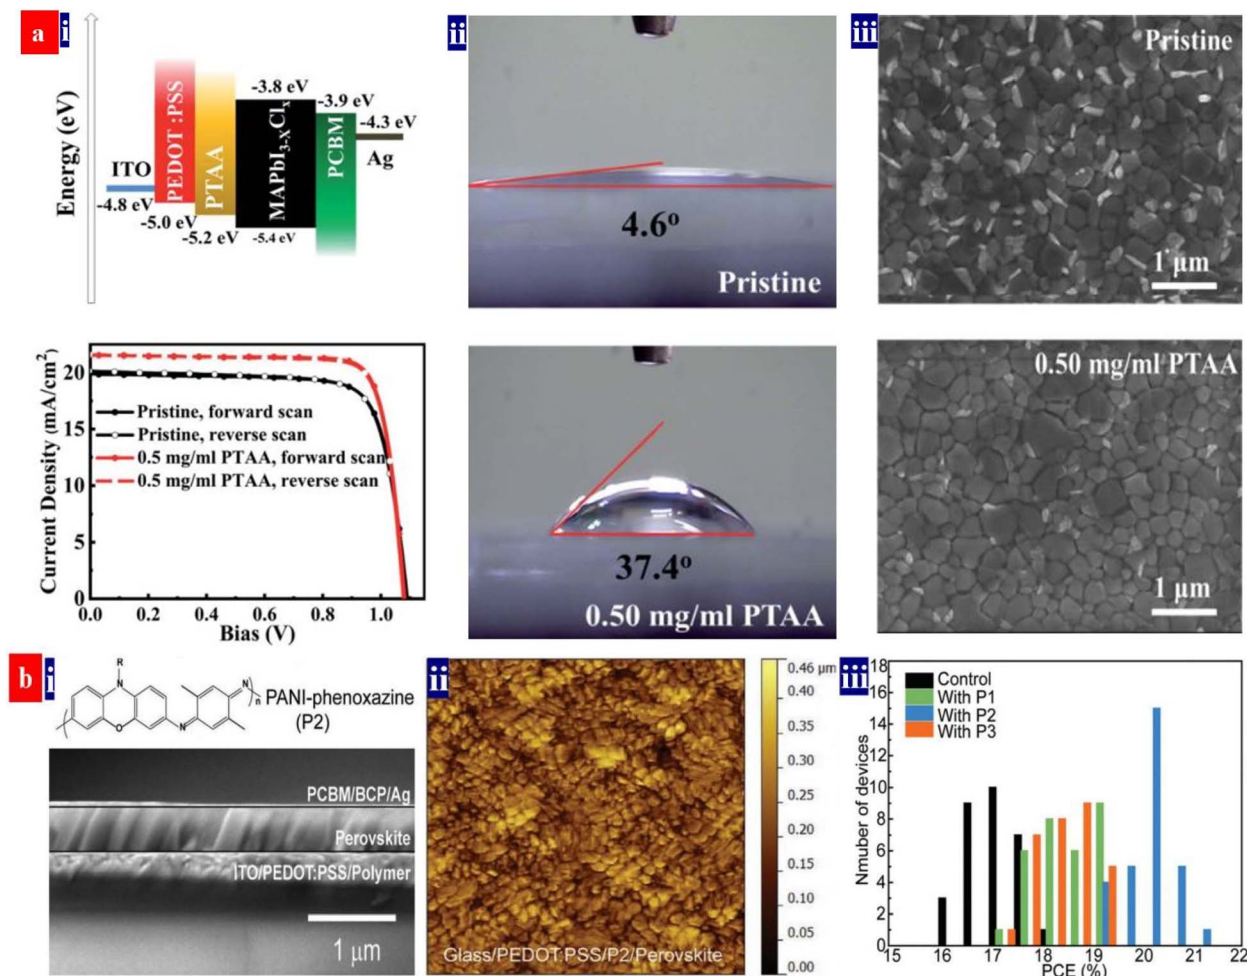 a i
Energy (eV)
ITO
-4.8 eV
PEDOT :PSS
-5.0 eV
PTAA
-5.2 eV
-3.8 eV
MAPbI3-XClx
-5.4 eV
-3.9 eV
PCBM
-4.3 eV
Ag
ii
4.6°
Pristine
iii
Pristine
1 μm
Current Density (mA/cm²)
20
15
10
5
0
Pristine, forward scan
Pristine, reverse scan
0.5 mg/ml PTAA, forward scan
0.5 mg/ml PTAA, reverse scan
0.0 0.2 0.4 0.6 0.8 1.0
Bias (V)
37.4°
0.50 mg/ml PTAA
0.50 mg/ml PTAA
1 μm
b i
R
N
O
N
N
n
PANI-phenoxazine
(P2)
PCBM/BCP/Ag
Perovskite
ITO/PEDOT:PSS/Polymer
1 μm
ii
Glass/PEDOT:PSS/P2/Perovskite
0.46 μm
0.40
0.35
0.30
0.25
0.20
0.15
0.10
0.00
iii
Nmuber of devices
18
16
14
12
10
8
6
4
2
0
Control
With P1
With P2
With P3
15 16 17 18 19 20 21 22
PCE (%)